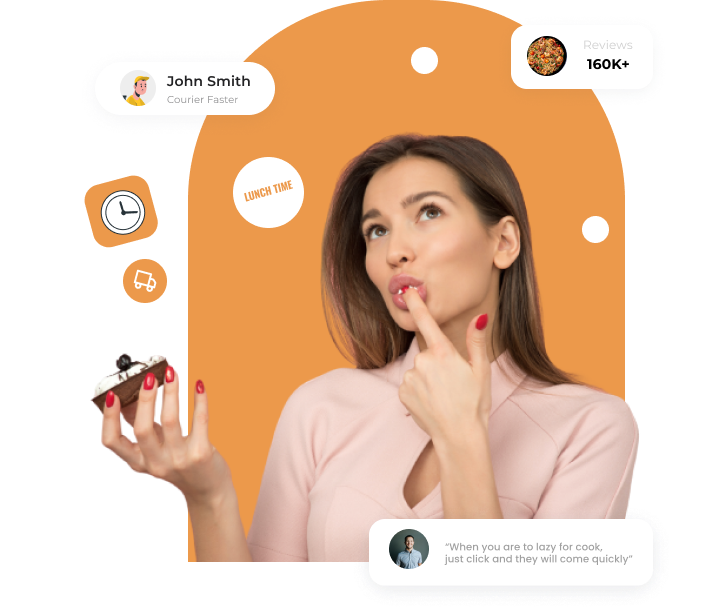 Reviews
160K+
John Smith
Courier Faster
LUNCH TIME
“When you are to lazy for cook,
just click and they will come quickly”